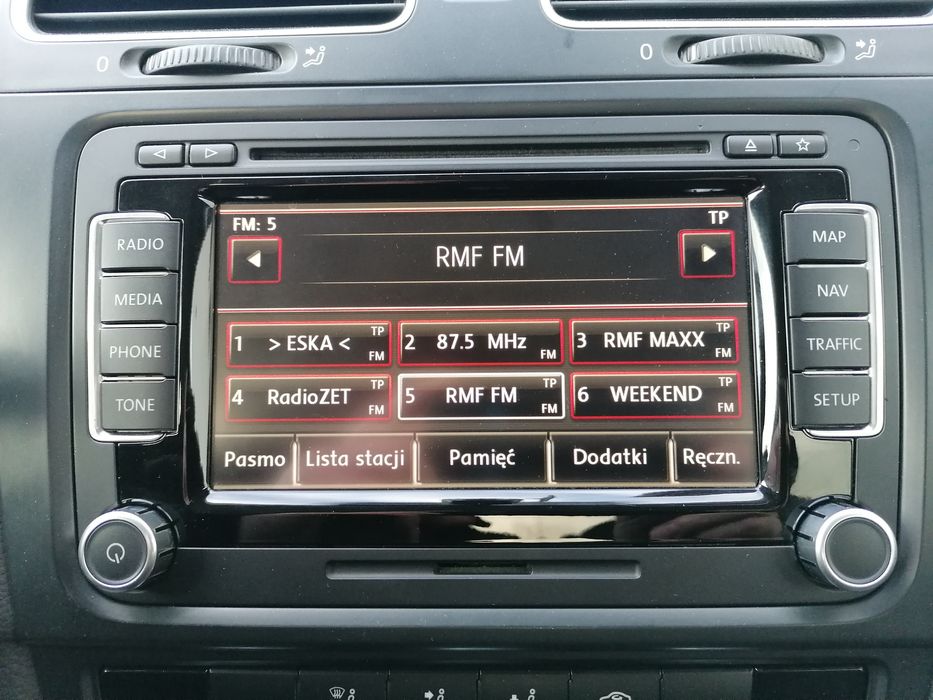 0
0
FM: 5
TP
RMF FM
1 > ESKA < TP FM
2 87.5 MHz FM
3 RMF MAXX TP FM
4 RadioZET TP FM
5 RMF FM TP FM
6 WEEKEND TP FM
Pasmo
Lista stacji
Pamięć
Dodatki
Ręczn.
RADIO
MEDIA
PHONE
TONE
MAP
NAV
TRAFFIC
SETUP